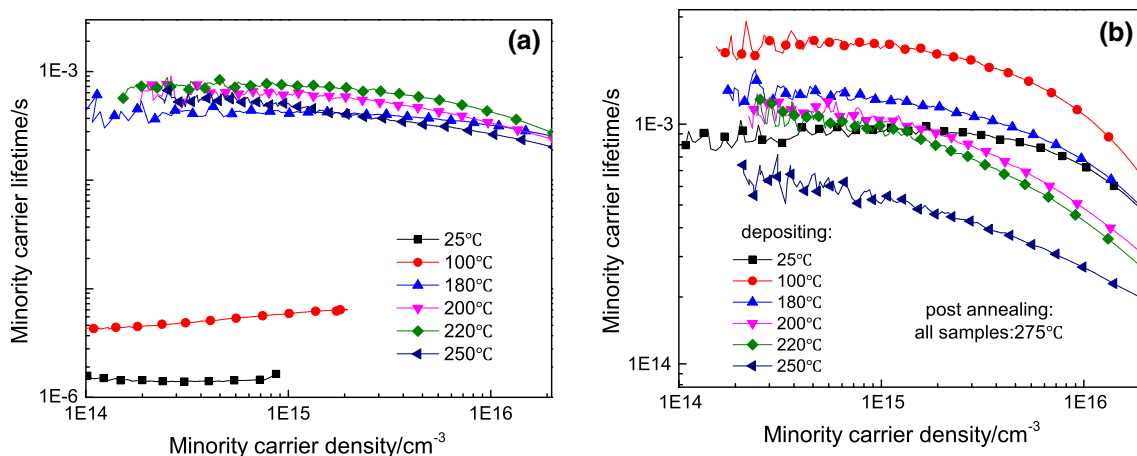 (a)
Minority carrier lifetime/s
1E-3
1E-6
25℃
100℃
180℃
200℃
220℃
250℃
1E14
1E15
1E16
Minority carrier density/cm-3
(b)
Minority carrier lifetime/s
1E-3
1E14
depositing:
25℃
100℃
180℃
200℃
220℃
250℃
post annealing:
all samples:275℃
1E14
1E15
1E16
Minority carrier density/cm-3